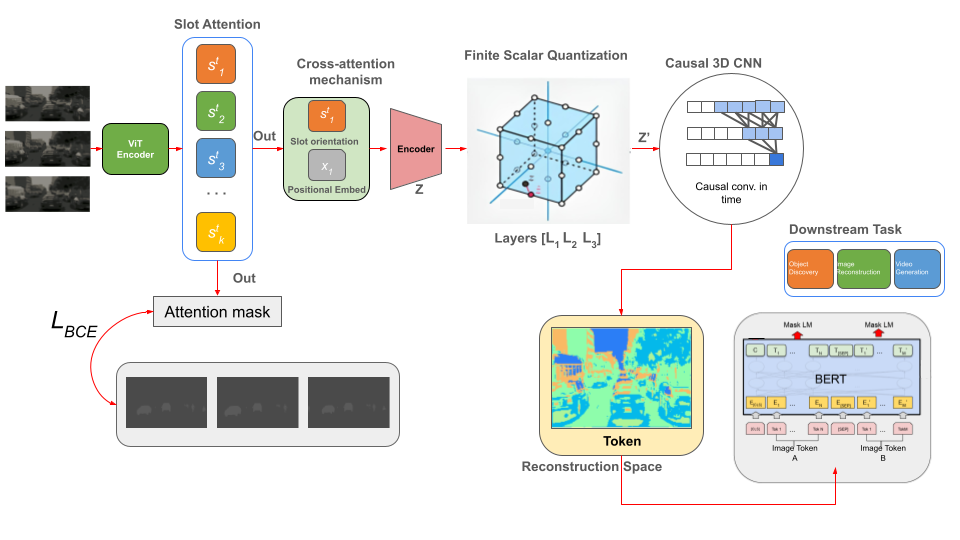 Slot Attention
Cross-attention
mechanism
Finite Scalar Quantization
Causal 3D CNN
s^t_1
s^t_2
s^t_3
...
s^t_k
ViT
Encoder
Out
s^t_1
Slot orientation
x_1
Positional Embed
Encoder
Z
Layers [L_1 L_2 L_3]
Z'
Causal conv. in
time
Out
Attention mask
L_BCE
Downstream Task
Object
Discovery
Image
Reconstruction
Video
Generation
Token
Reconstruction Space
Mask LM
Mask LM
C
T_1
...
T_N
T_[SEP]
T_1'
...
T_M'
BERT
E_[CLS]
E_1
...
E_N
E_[SEP]
E_1'
...
E_M'
[CLS]
Tok 1
...
Tok N
[SEP]
Tok 1
...
TokM
Image Token
A
Image Token
B